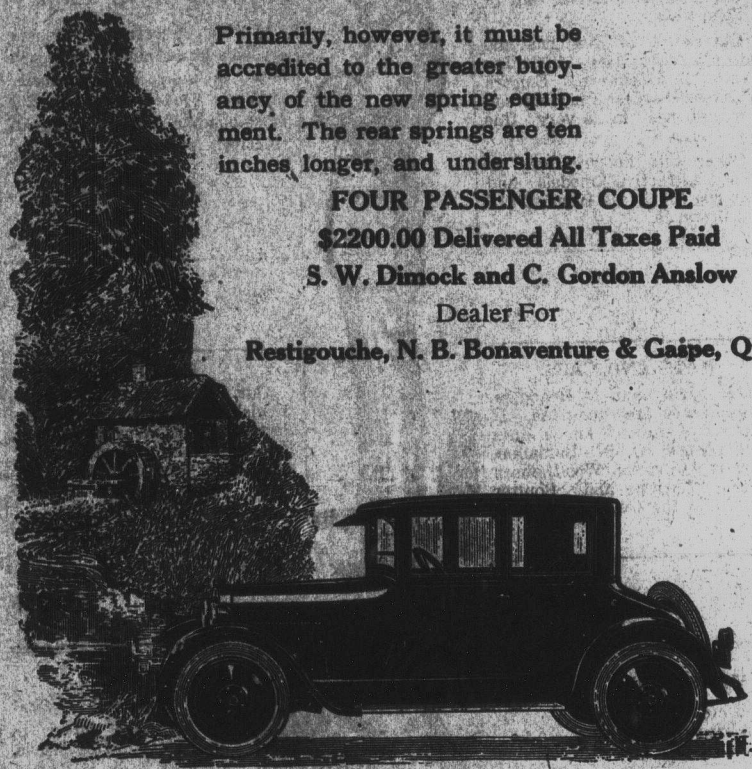 Primarily, however, it must be
accredited to the greater buoy-
ancy of the new spring equip-
ment. The rear springs are ten
inches longer, and underslung.
FOUR PASSENGER COUPE
$2200.00 Delivered All Taxes Paid
S. W. Dimock and C. Gordon Anslow
Dealer For
Restigouche, N. B. Bonaventure & Gaspe, Q